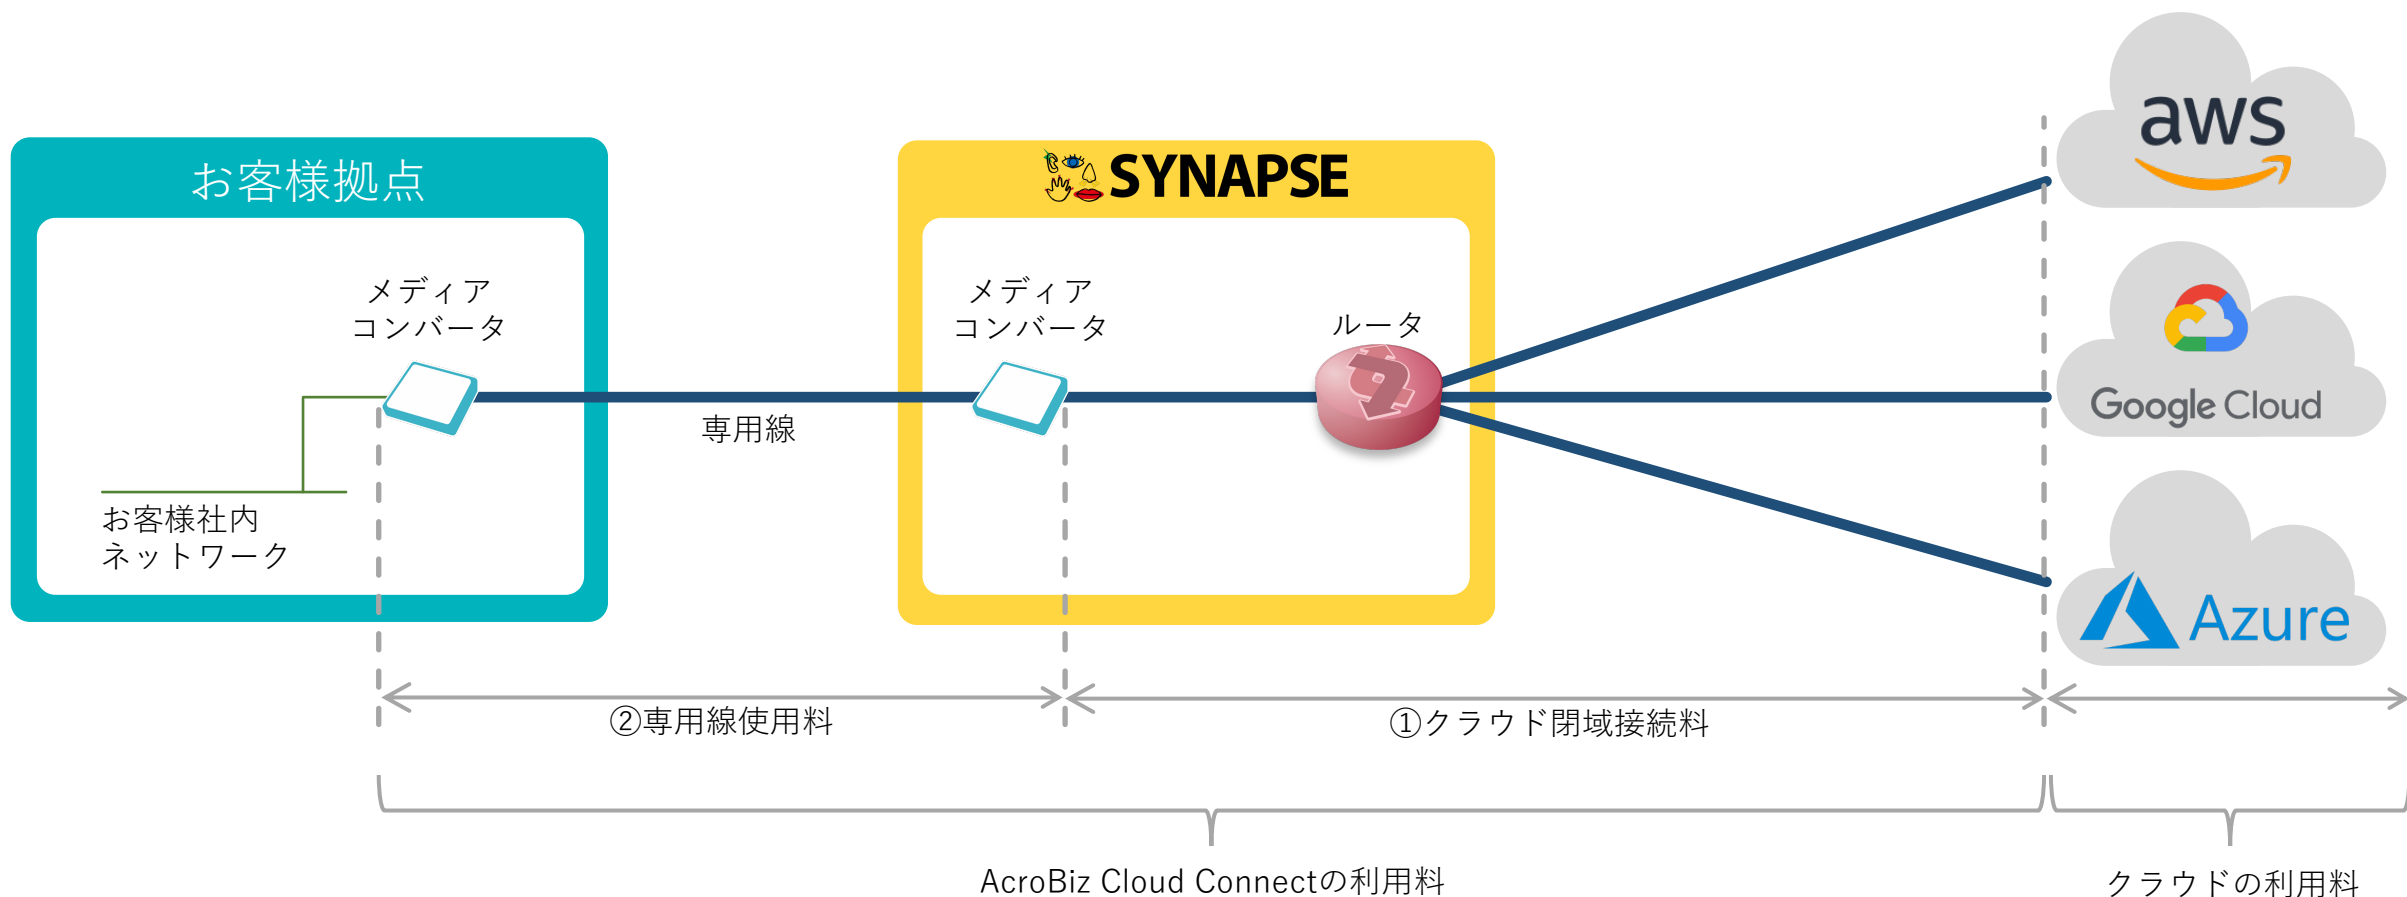 お客様拠点
メディア
コンバータ
お客様社内
ネットワーク
専用線
SYNAPSE
メディア
コンバータ
ルータ
aws
Google Cloud
Azure
②専用線使用料
①クラウド閉域接続料
AcroBiz Cloud Connectの利用料
クラウドの利用料